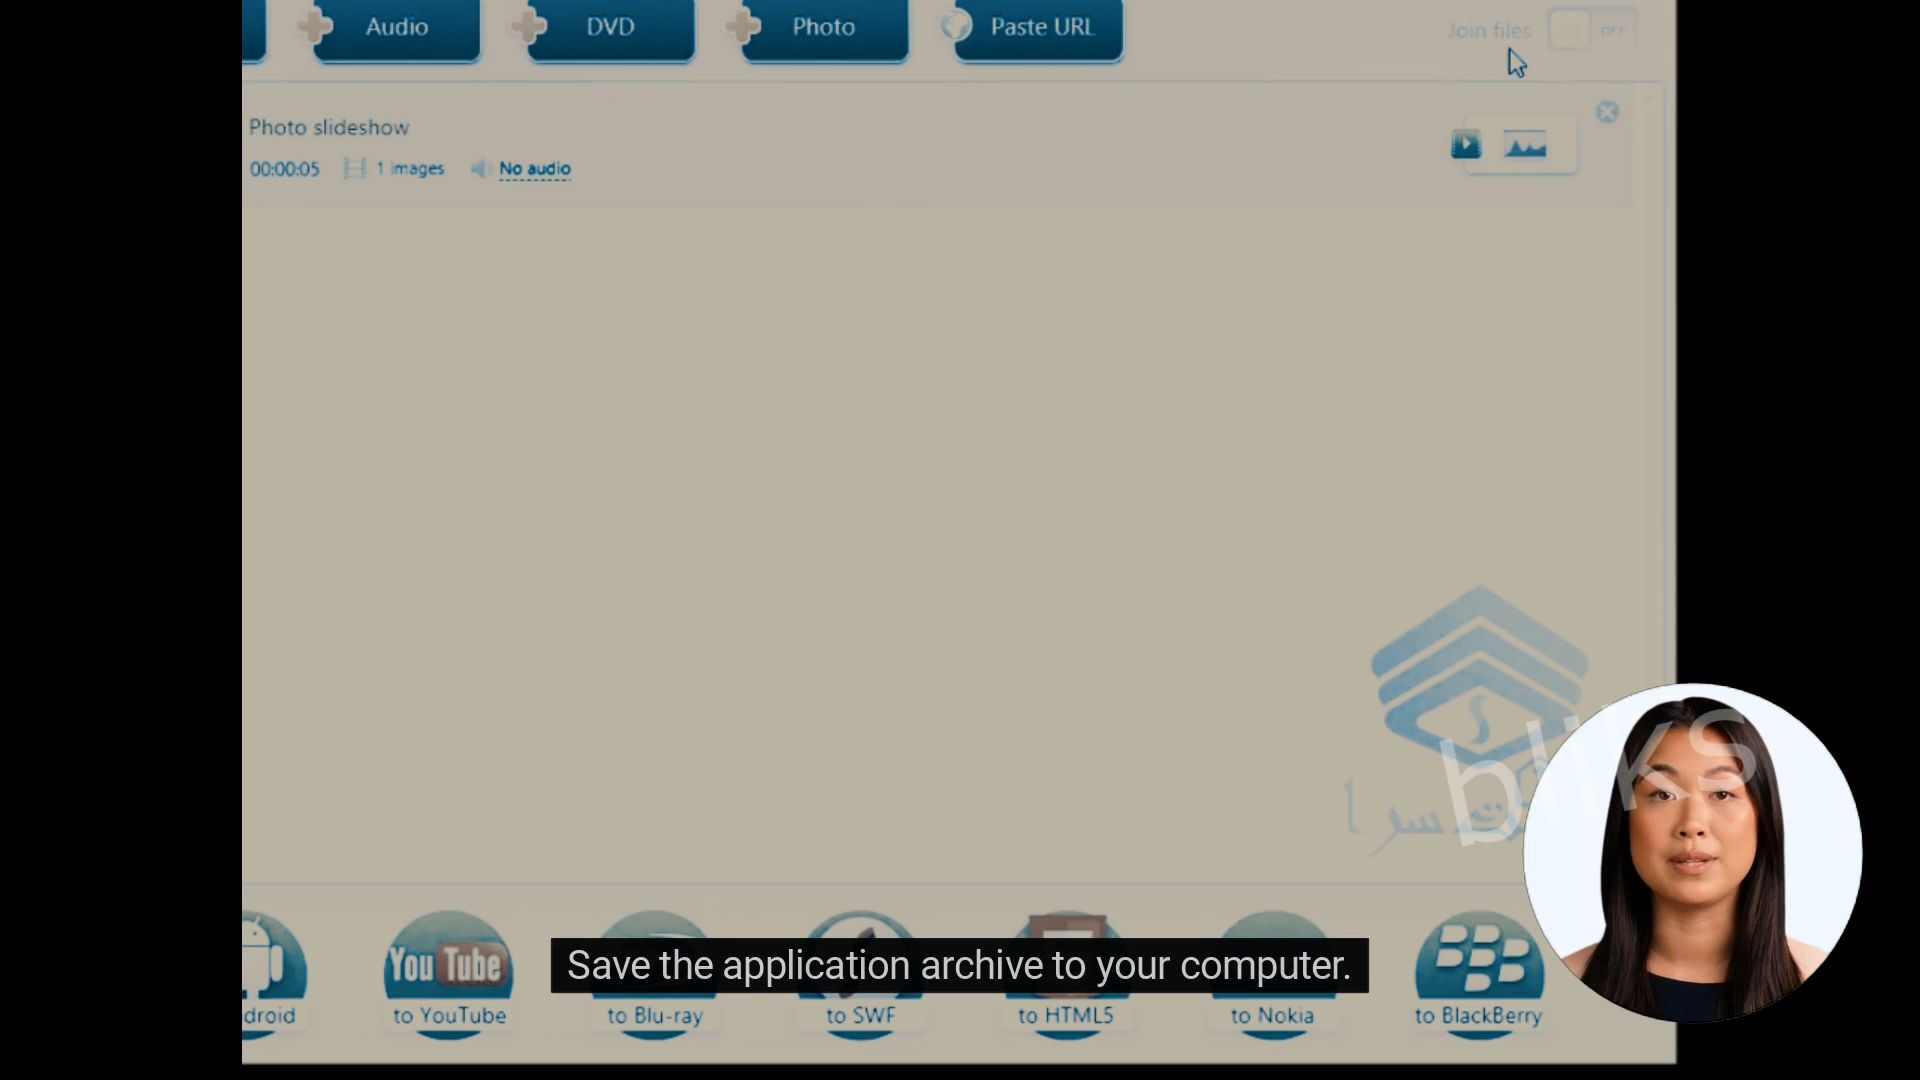 Audio
DVD
Photo
Paste URL
Join files
OFF
Photo slideshow
00:00:05
1 images
No audio
bliks
to YouTube
to Blu-ray
to SWF
to HTML5
to Nokia
to BlackBerry
You Tube
Save the application archive to your computer.